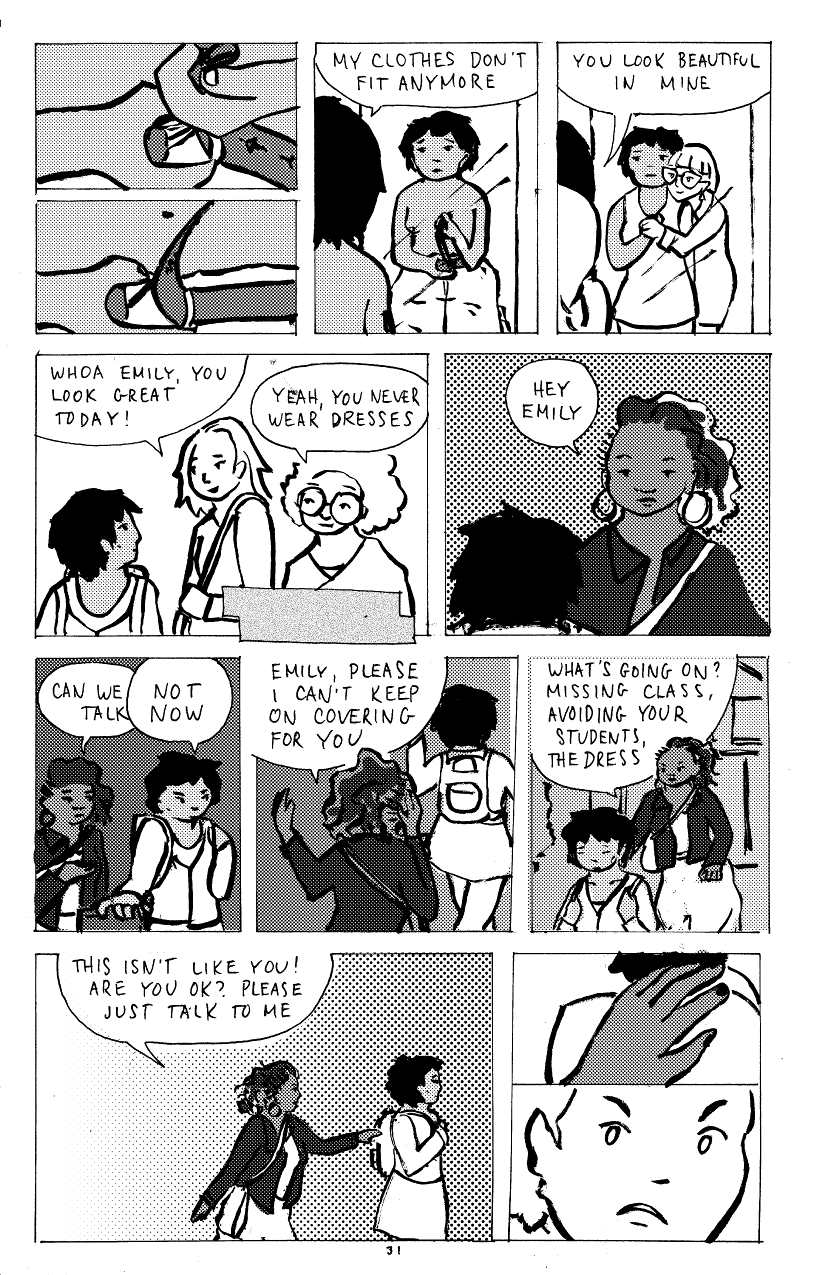 MY CLOTHES DON'T
FIT ANYMORE
YOU LOOK BEAUTIFUL
IN MINE
WHOA EMILY, YOU
LOOK GREAT
TODAY!
YEAH, YOU NEVER
WEAR DRESSES
HEY
EMILY
CAN WE
TALK
NOT
NOW
EMILY, PLEASE
I CAN'T KEEP
ON COVERING
FOR YOU
WHAT'S GOING ON?
MISSING CLASS,
AVOIDING YOUR
STUDENTS,
THE DRESS
THIS ISN'T LIKE YOU!
ARE YOU OK? PLEASE
JUST TALK TO ME
31